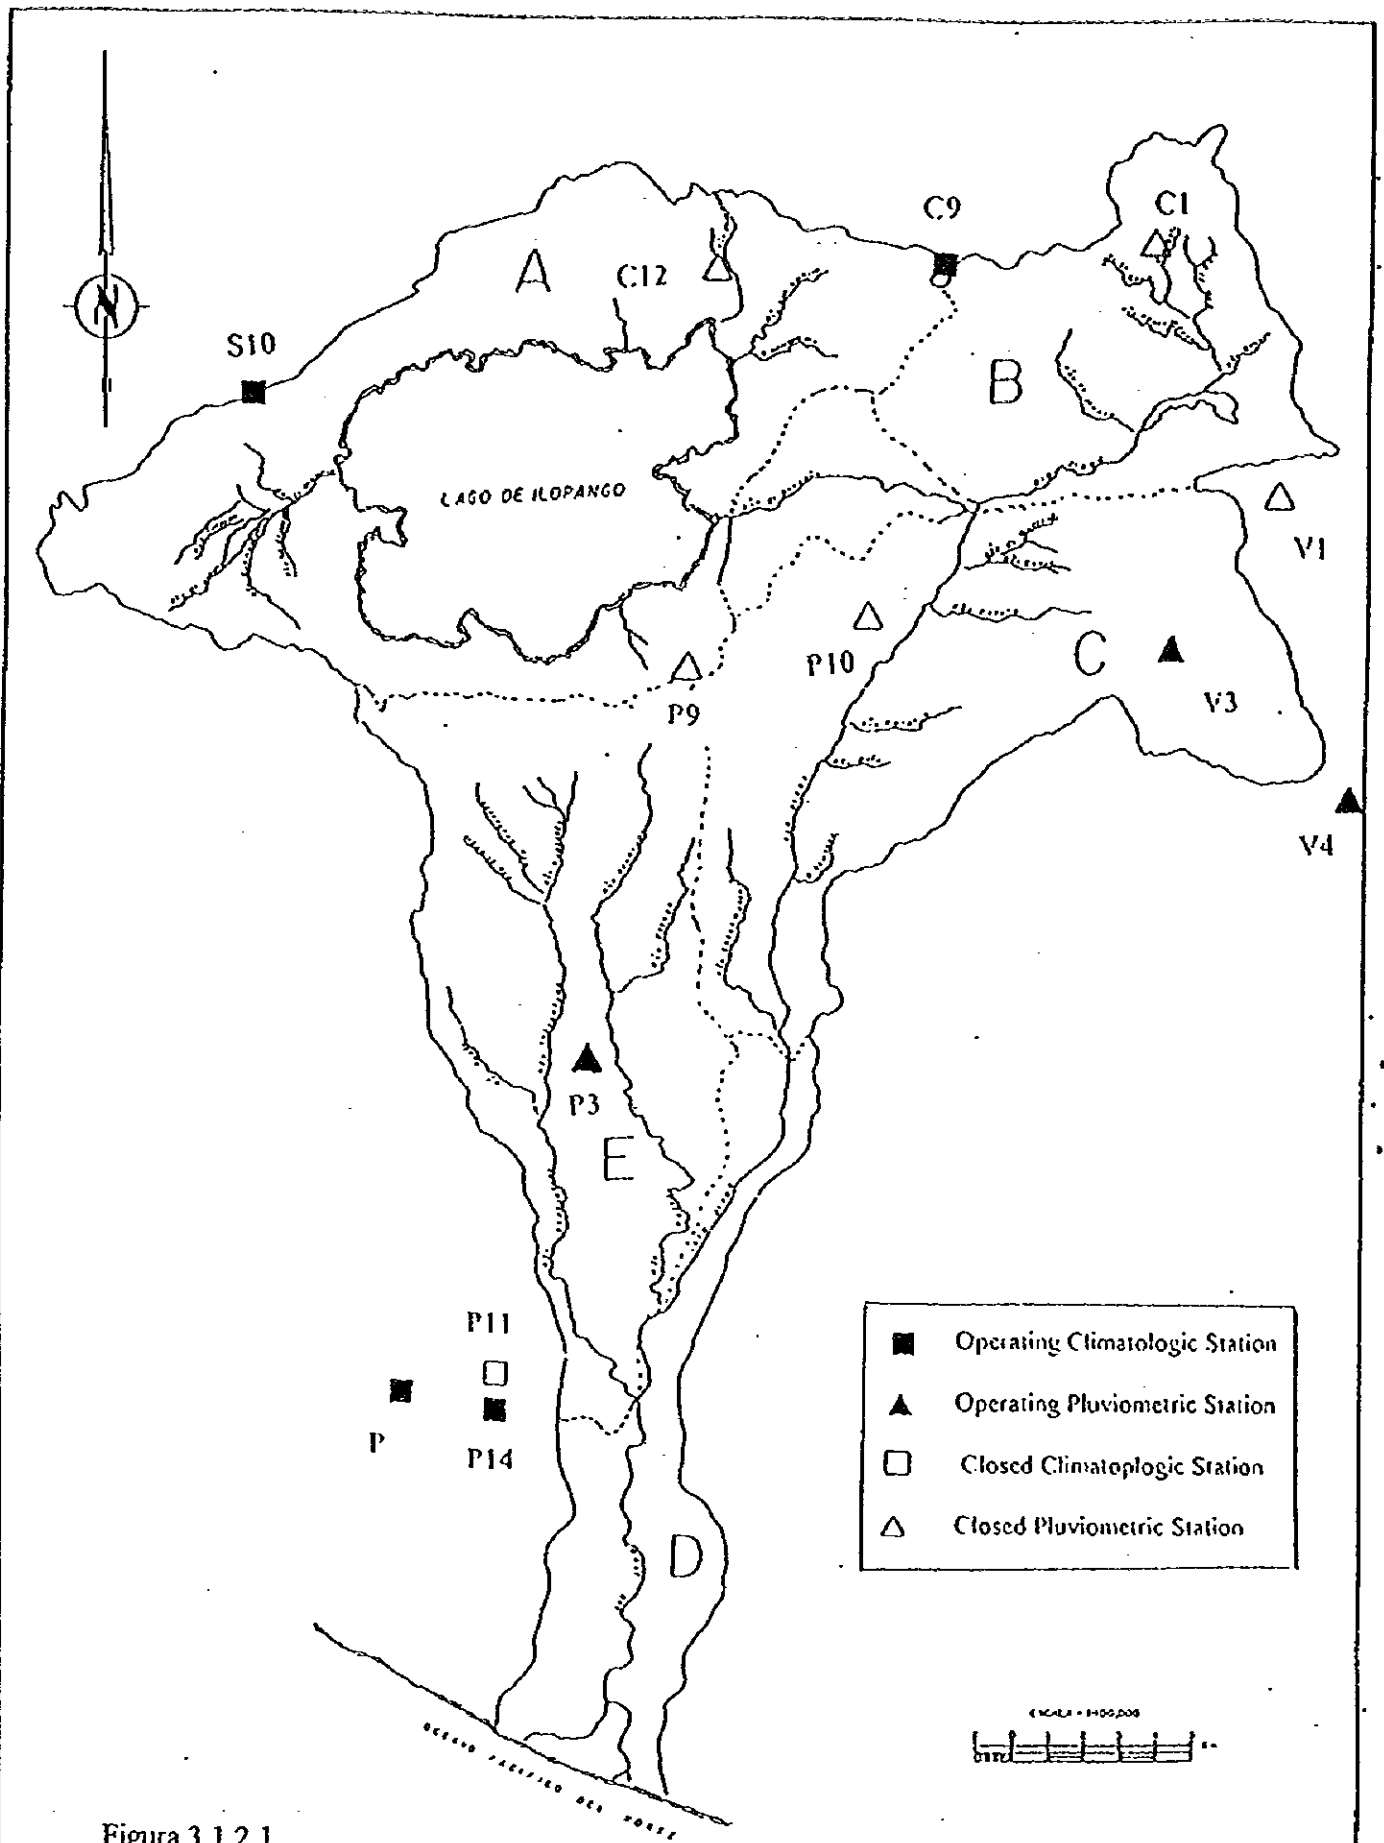 C9
C1
A
C12
N
S10
B
LAGO DE ILOPANGO
V1
P10
C
V3
P9
V4
P3
E
P11
Operating Climatologic Station
Operating Pluviometric Station
P
P14
Closed Climatoplogic Station
Closed Pluviometric Station
D
OCEANO PACIFICO DEL
Figura 3.1.2.1